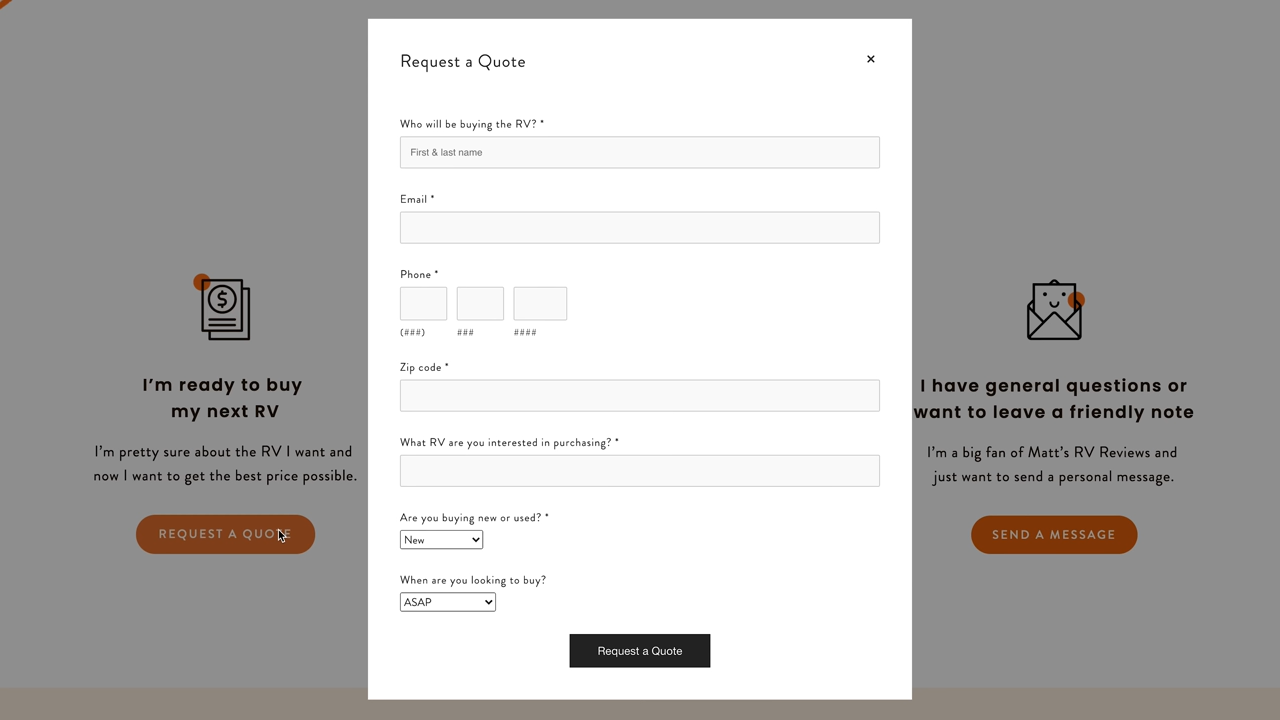 Request a Quote
×
Who will be buying the RV? *
First & last name
Email *
Phone *
(###)
###
####
Zip code *
What RV are you interested in purchasing? *
Are you buying new or used? *
New
When are you looking to buy?
ASAP
Request a Quote
$
I'm ready to buy
my next RV
I'm pretty sure about the RV I want and
now I want to get the best price possible.
REQUEST A QUOTE
I have general questions or
want to leave a friendly note
I'm a big fan of Matt's RV Reviews and
just want to send a personal message.
SEND A MESSAGE